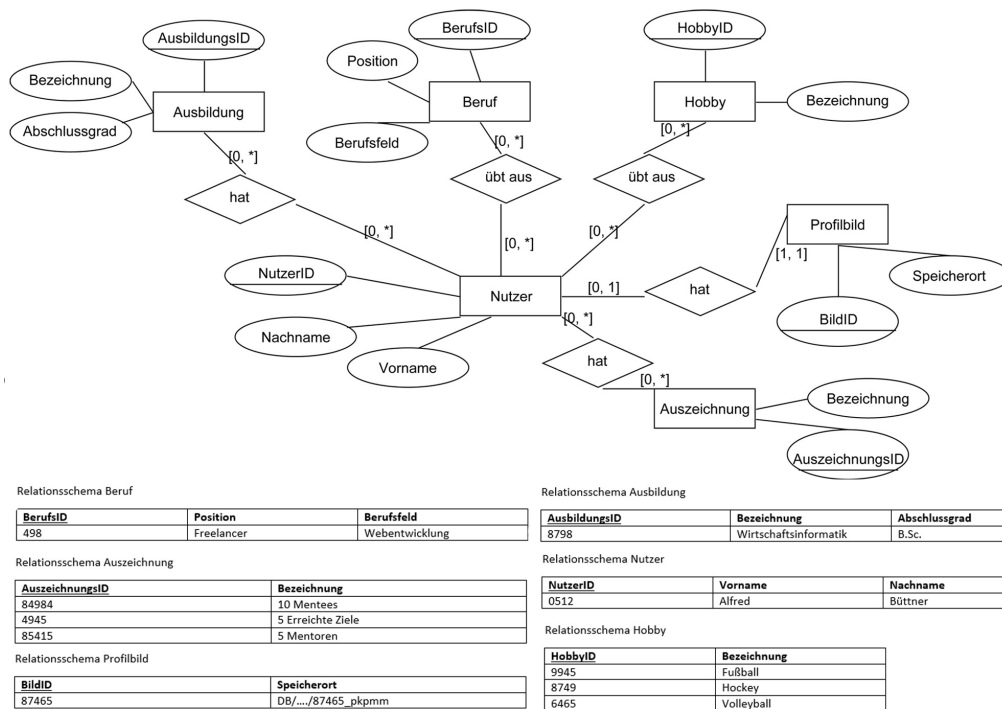 AusbildungsID
Bezeichnung
Abschlussgrad
Ausbildung
[0, *]
hat
[0, *]
BerufsID
Position
Berufsfeld
Beruf
[0, *]
übt aus
[0, *]
HobbyID
Hobby
Bezeichnung
[0, *]
übt aus
[0, *]
Profilbild
[1, 1]
Speicherort
BildID
hat
[0, 1]
NutzerID
Nutzer
Nachname
Vorname
[0, *]
hat
[0, *]
Auszeichnung
Bezeichnung
AuszeichnungsID
Relationsschema Beruf
BerufsID Position Berufsfeld
498 Freelancer Webentwicklung
Relationsschema Auszeichnung
AuszeichnungsID Bezeichnung
84984 10 Mentees
4945 5 Erreichte Ziele
85415 5 Mentoren
Relationsschema Profilbild
BildID Speicherort
87465 DB/..../87465_pkpmm
Relationsschema Ausbildung
AusbildungsID Bezeichnung Abschlussgrad
8798 Wirtschaftsinformatik B.Sc.
Relationsschema Nutzer
NutzerID Vorname Nachname
0512 Alfred Büttner
Relationsschema Hobby
HobbyID Bezeichnung
9945 Fußball
8749 Hockey
6465 Volleyball